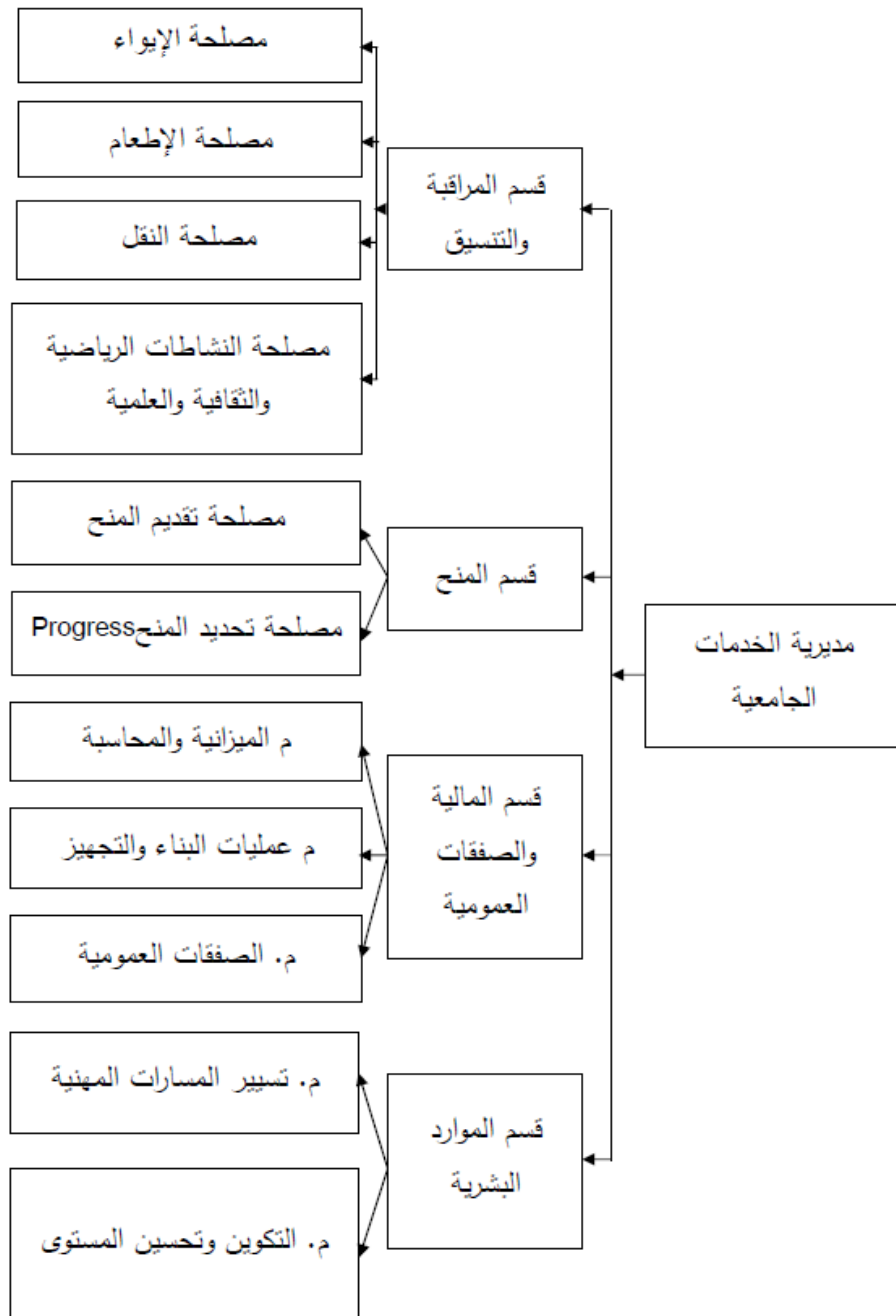 مديرية الخدمات
الجامعية
قسم المراقبة
والتنسيق
مصلحة الإيواء
مصلحة الإطعام
مصلحة النقل
مصلحة النشاطات الرياضية
والثقافية والعلمية
قسم المنح
مصلحة تقديم المنح
مصلحة تحديد المنحProgress
قسم المالية
والصفقات
العمومية
م الميزانية والمحاسبة
م عمليات البناء والتجهيز
م. الصفقات العمومية
قسم الموارد
البشرية
م. تسيير المسارات المهنية
م. التكوين وتحسين المستوى